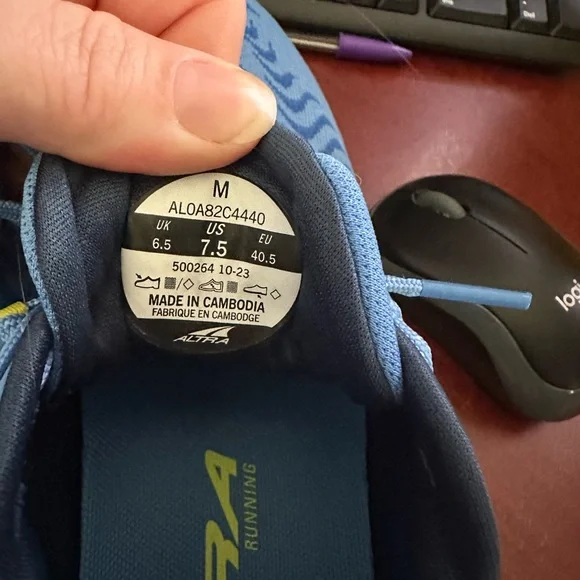 M
AL0A82C4440
UK US EU
6.5 7.5 40.5
500264 10-23
MADE IN CAMBODIA
FABRIQUE EN CAMBODGE
ALTRA
RUNNING